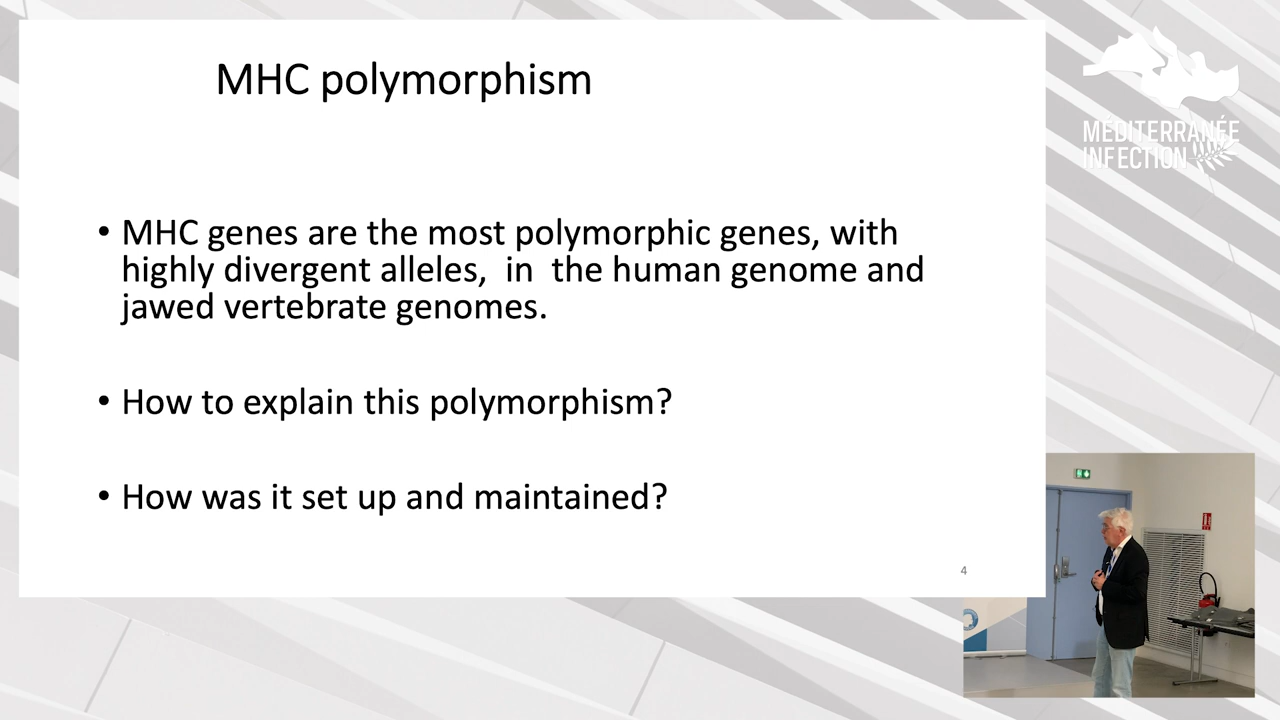 MHC polymorphism
• MHC genes are the most polymorphic genes, with
highly divergent alleles, in the human genome and
jawed vertebrate genomes.
• How to explain this polymorphism?
• How was it set up and maintained?
4
MÉDITERRANÉE
INFECTION